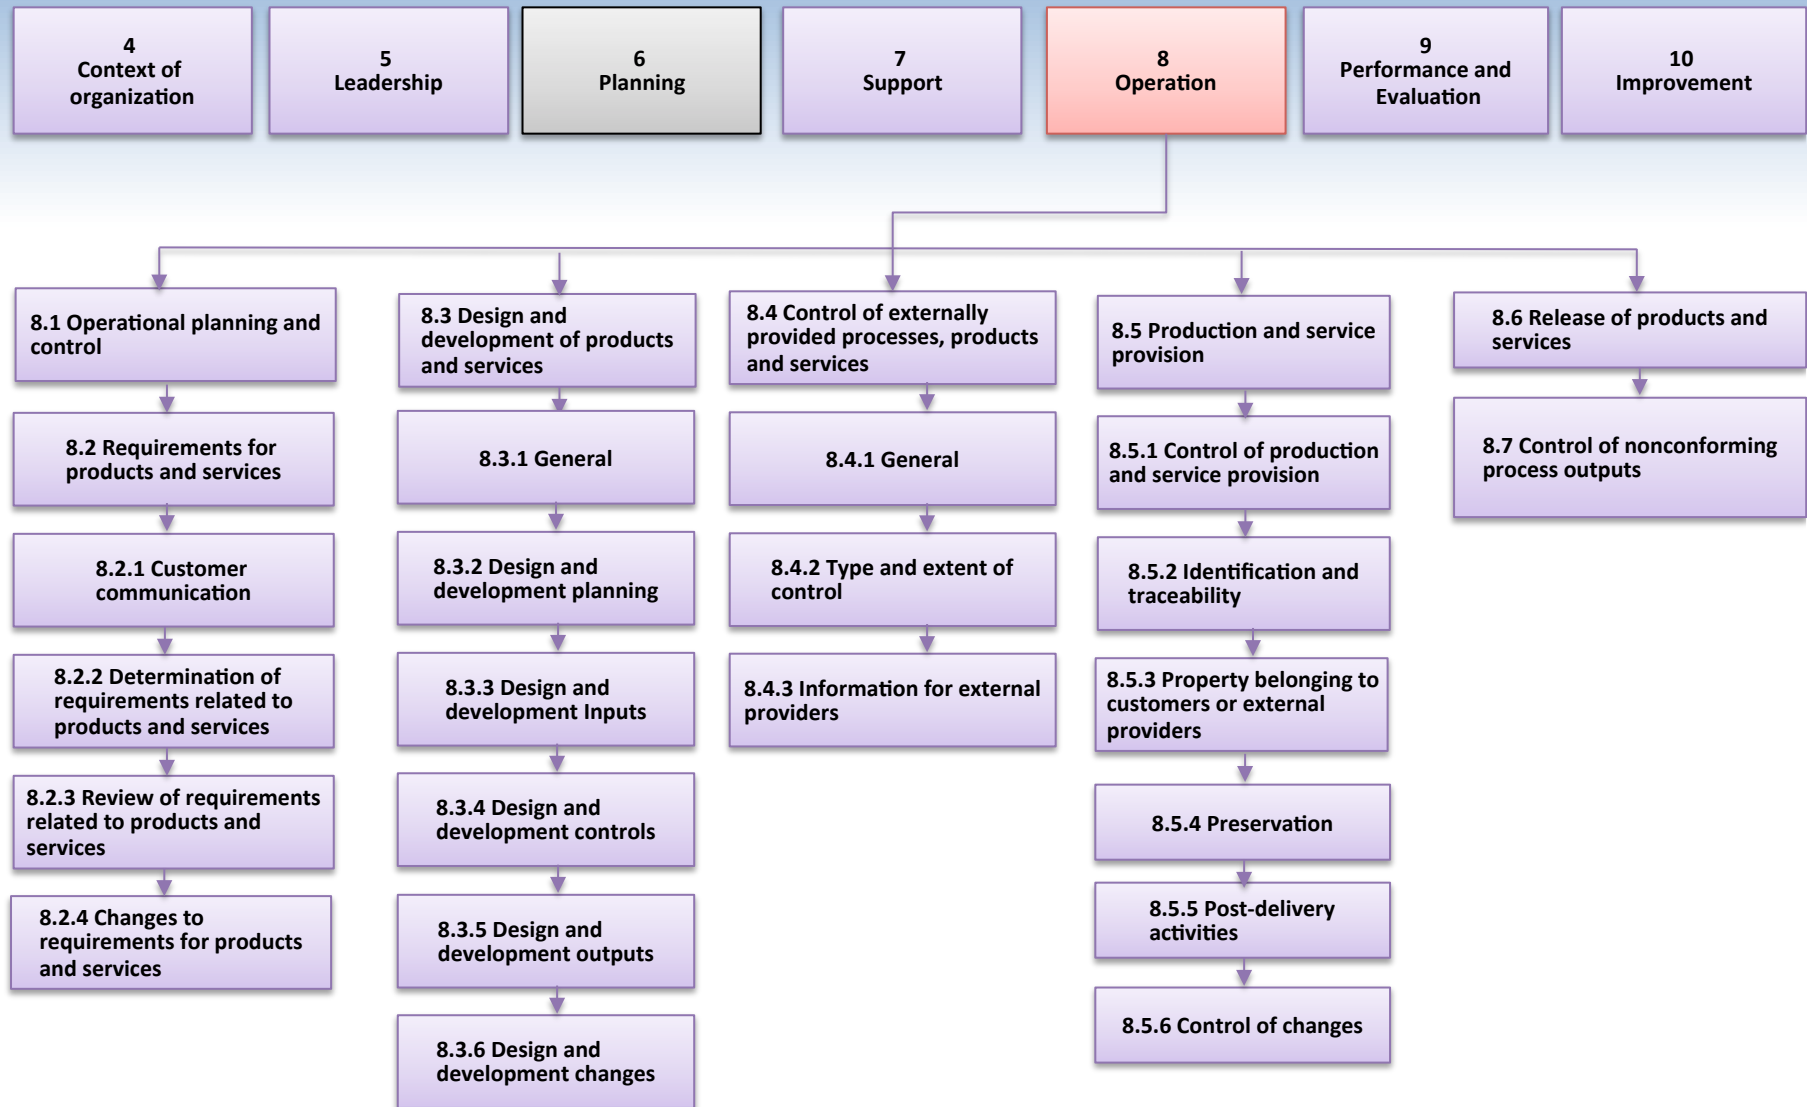 4
Context of
organization
5
Leadership
6
Planning
7
Support
8
Operation
9
Performance and
Evaluation
10
Improvement
8.1 Operational planning and
control
8.2 Requirements for
products and services
8.2.1 Customer
communication
8.2.2 Determination of
requirements related to
products and services
8.2.3 Review of requirements
related to products and
services
8.2.4 Changes to
requirements for products
and services
8.3 Design and
development of products
and services
8.3.1 General
8.3.2 Design and
development planning
8.3.3 Design and
development Inputs
8.3.4 Design and
development controls
8.3.5 Design and
development outputs
8.3.6 Design and
development changes
8.4 Control of externally
provided processes, products
and services
8.4.1 General
8.4.2 Type and extent of
control
8.4.3 Information for external
providers
8.5 Production and service
provision
8.5.1 Control of production
and service provision
8.5.2 Identification and
traceability
8.5.3 Property belonging to
customers or external
providers
8.5.4 Preservation
8.5.5 Post-delivery
activities
8.5.6 Control of changes
8.6 Release of products and
services
8.7 Control of nonconforming
process outputs